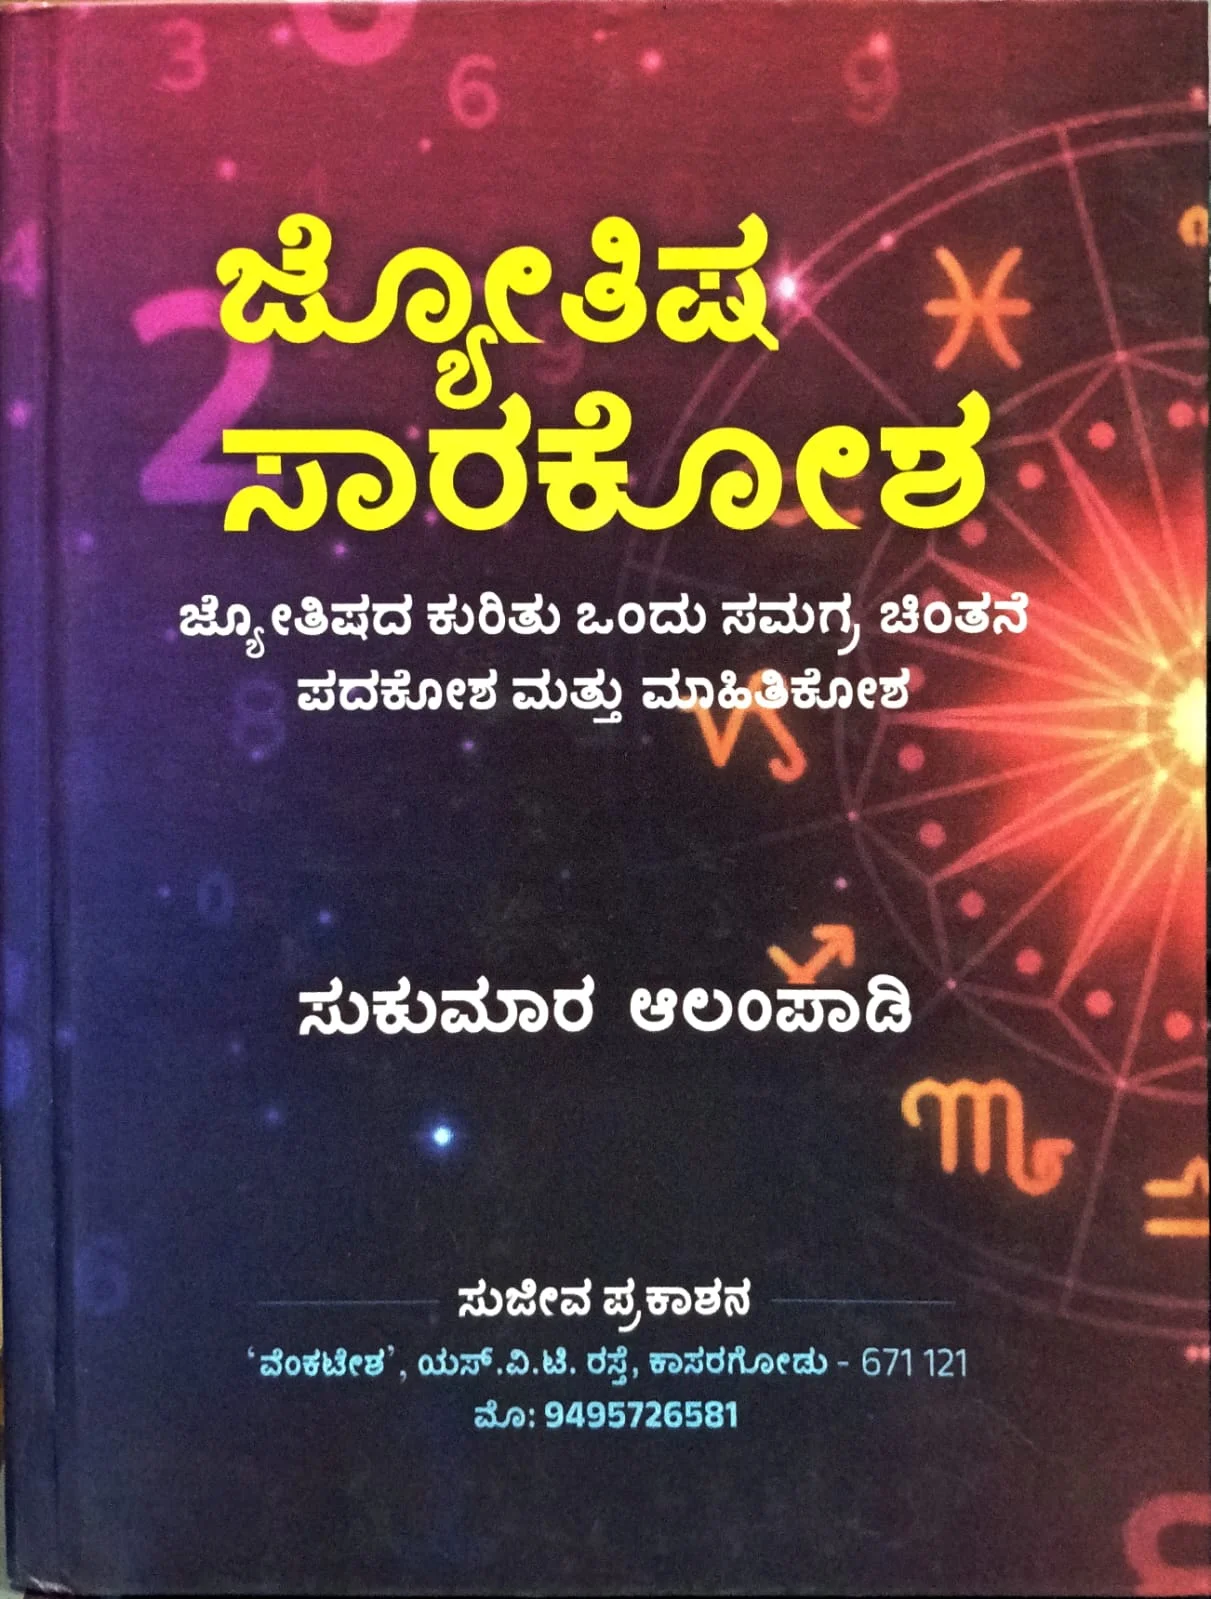 ಜ್ಯೋತಿಷ
ಸಾರಕೋಶ
ಜ್ಯೋತಿಷದ ಕುರಿತು ಒಂದು ಸಮಗ್ರ ಚಿಂತನೆ
ಪದಕೋಶ ಮತ್ತು ಮಾಹಿತಿಕೋಶ
ಸುಕುಮಾರ ಆಲಂಪಾಡಿ
ಸುಜೀವ ಪ್ರಕಾಶನ
‘ವೆಂಕಟೇಶ’, ಯಸ್.ವಿ.ಟಿ. ರಸ್ತೆ, ಕಾಸರಗೋಡು - 671 121
ಮೊ: 9495726581